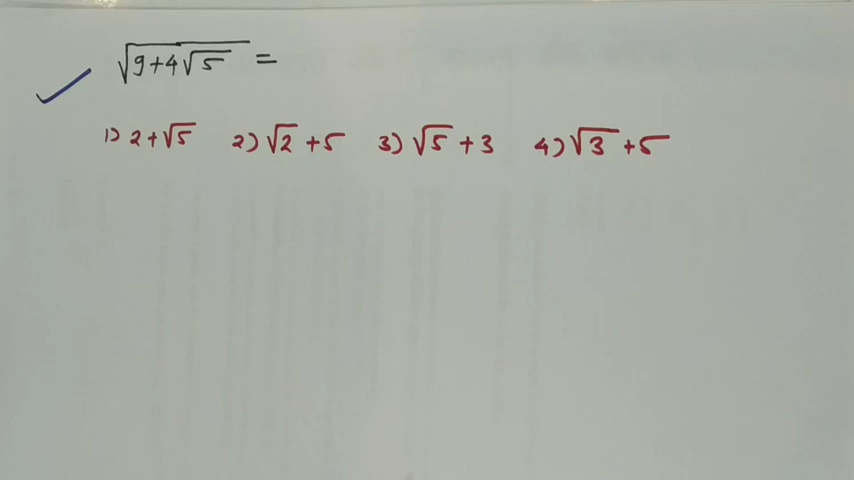 √(9+4√5) =
1) 2+√5 2) √2 +5 3) √5 +3 4) √3 +5